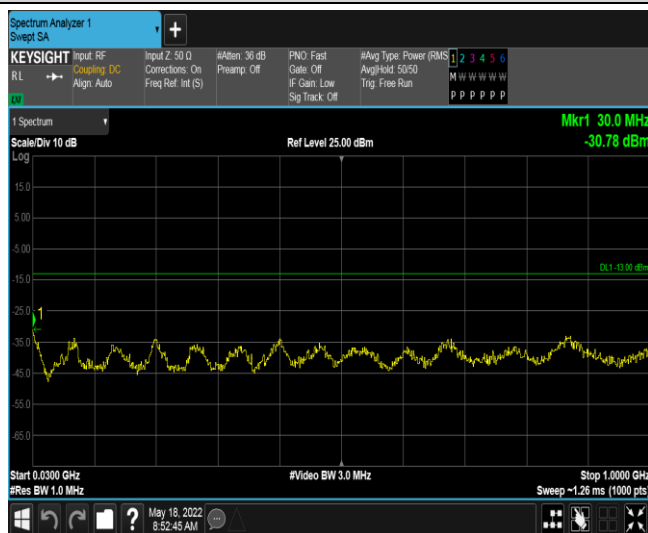 Spectrum Analyzer 1
Swept SA
+
KEYSIGHT
RL
LU
Input: RF
Coupling: DC
Align: Auto
Input Z: 50 Ω
Corrections: On
Freq Ref: Int (S)
#Atten: 36 dB
Preamp: Off
PNO: Fast
Gate: Off
IF Gain: Low
Sig Track: Off
#Avg Type: Power (RMS
Avg|Hold: 50/50
Trig: Free Run
1 2 3 4 5 6
M W W W W W
P P P P P P
1 Spectrum
Mkr1 30.0 MHz
Scale/Div 10 dB
Ref Level 25.00 dBm
-30.78 dBm
Log
15.0
5.00
-5.00
DL1 -13.00 dBm
-15.0
-25.0
1
-35.0
-45.0
-55.0
-65.0
Start 0.0300 GHz
#Video BW 3.0 MHz
Stop 1.0000 GHz
#Res BW 1.0 MHz
Sweep ~1.26 ms (1000 pts)
?
May 18, 2022
8:52:45 AM